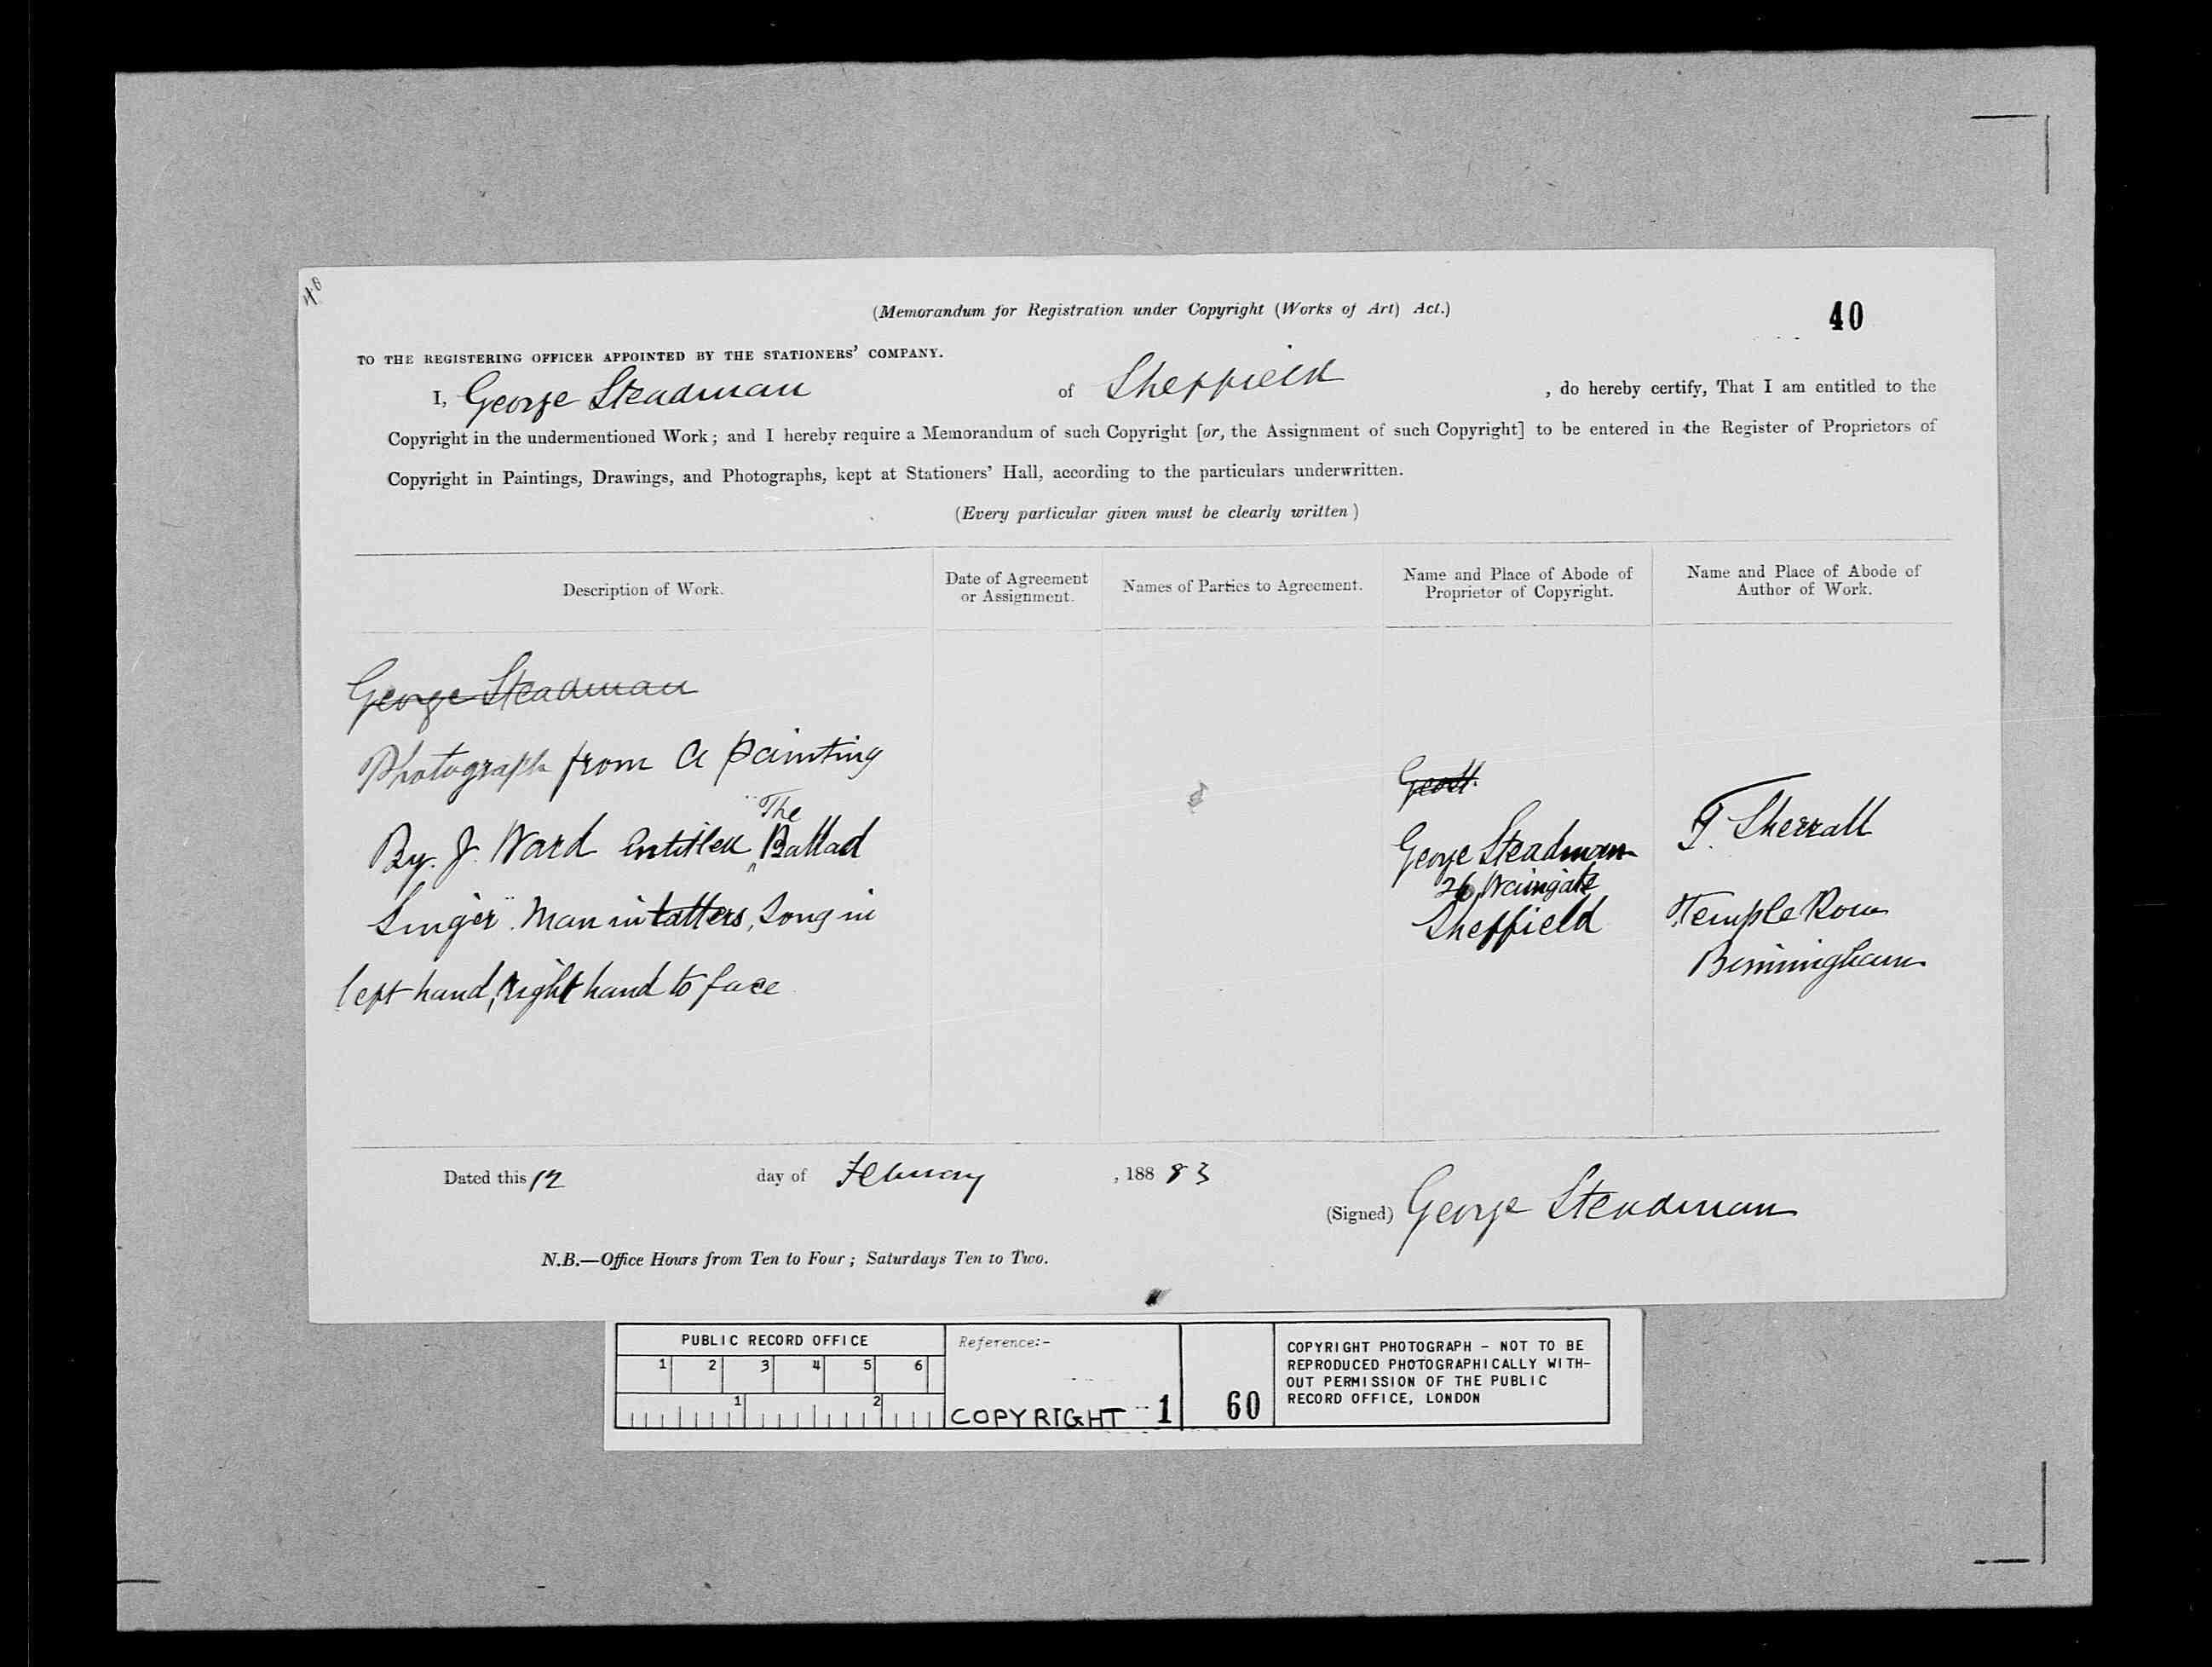 40
(Memorandum for Registration under Copyright (Works of Art) Act.)
40
TO THE REGISTERING OFFICER APPOINTED BY THE STATIONERS' COMPANY.
I, George Steadman of Sheffield , do hereby certify, That I am entitled to the
Copyright in the undermentioned Work; and I hereby require a Memorandum of such Copyright [or, the Assignment of such Copyright] to be entered in the Register of Proprietors of
Copyright in Paintings, Drawings, and Photographs, kept at Stationers' Hall, according to the particulars underwritten.
(Every particular given must be clearly written)
Description of Work.
Date of Agreement
or Assignment.
Names of Parties to Agreement.
Name and Place of Abode of
Proprietor of Copyright.
Name and Place of Abode of
Author of Work.
George Steadman
Photograph from a painting
By. J. Ward entitled "The Ballad
Singer". Man in tatters, Song in
left hand, right hand to face
George Steadman
26 Waingate
Sheffield
Sherratt
Temple Row
Birmingham
Dated this 12 day of February , 188 83
(Signed) George Steadman
N.B.—Office Hours from Ten to Four; Saturdays Ten to Two.
PUBLIC RECORD OFFICE
1 2 3 4 5 6
1 2
Reference:-
COPYRIGHT 1
60
COPYRIGHT PHOTOGRAPH - NOT TO BE
REPRODUCED PHOTOGRAPHICALLY WITH-
OUT PERMISSION OF THE PUBLIC
RECORD OFFICE, LONDON